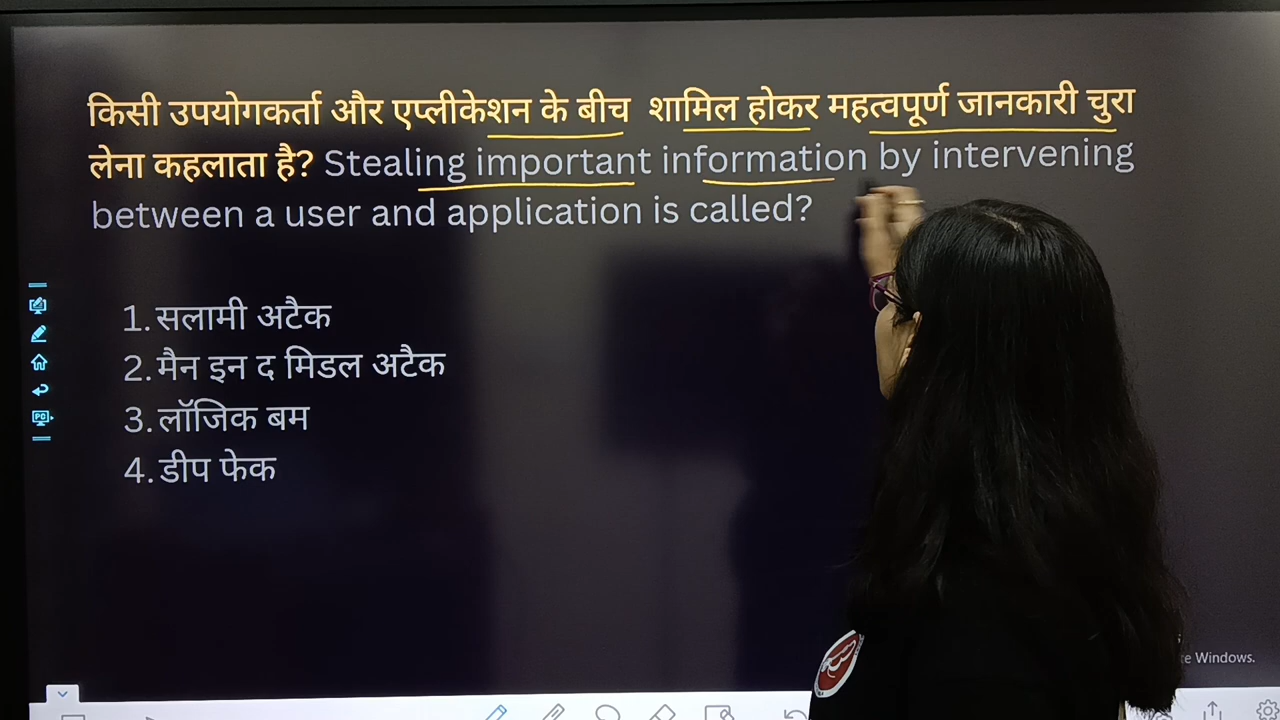 किसी उपयोगकर्ता और एप्लीकेशन के बीच शामिल होकर महत्वपूर्ण जानकारी चुरा
लेना कहलाता है? Stealing important information by intervening
between a user and application is called?
1. सलामी अटैक
2. मैन इन द मिडल अटैक
3. लॉजिक बम
4. डीप फेक
te Windows.